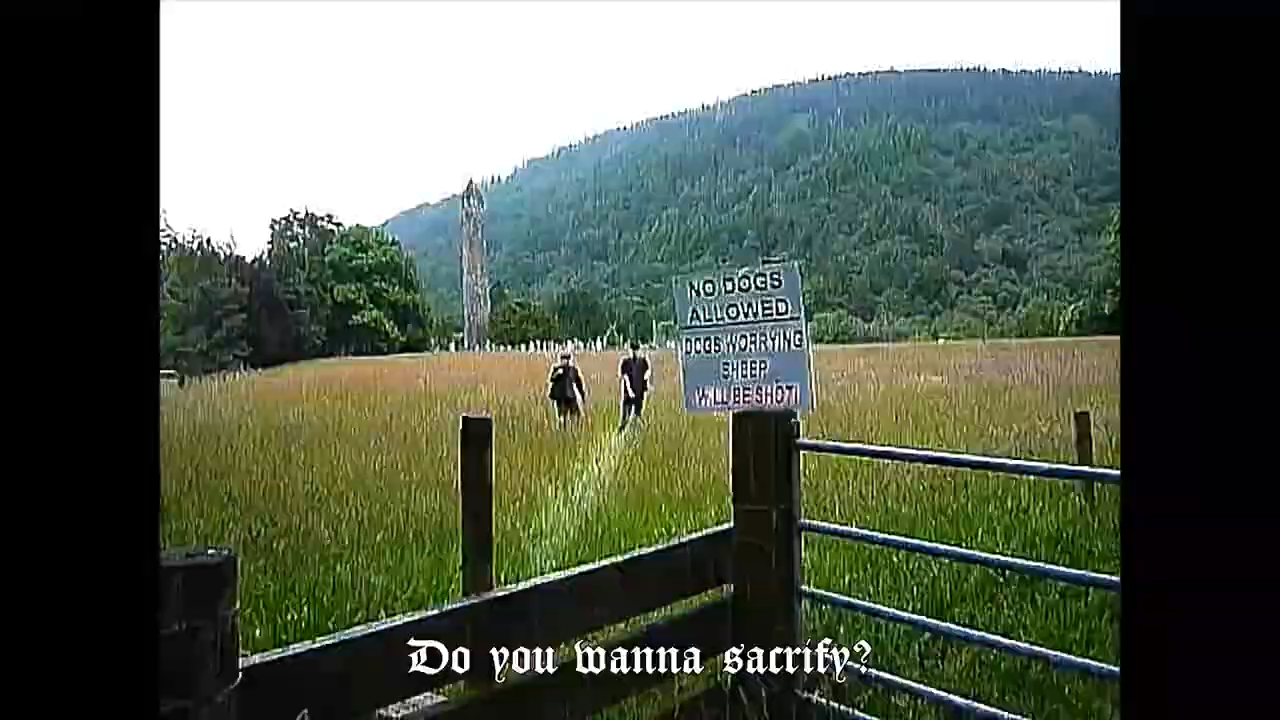 NO DOGS
ALLOWED
DOGS WORRYING
SHEEP
WILL BE SHOT!
Do you wanna sacrify?